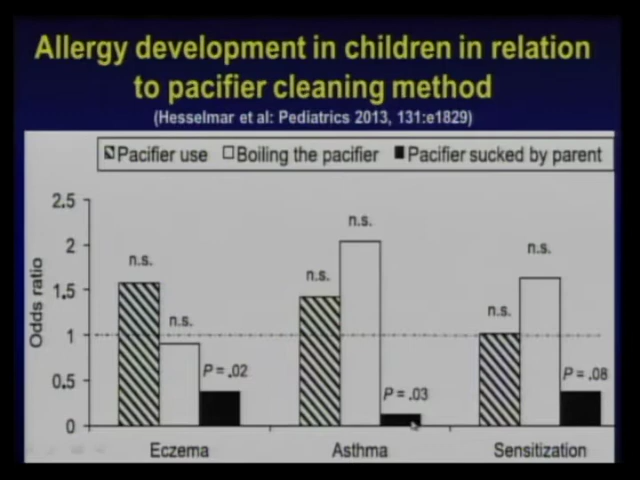 Allergy development in children in relation
to pacifier cleaning method
(Hesselmar et al: Pediatrics 2013, 131:e1829)
Pacifier use Boiling the pacifier Pacifier sucked by parent
Odds ratio
2.5
2
1.5
1
0.5
0
n.s.
n.s.
P = .02
n.s.
n.s.
P = .03
n.s.
n.s.
P = .08
Eczema Asthma Sensitization